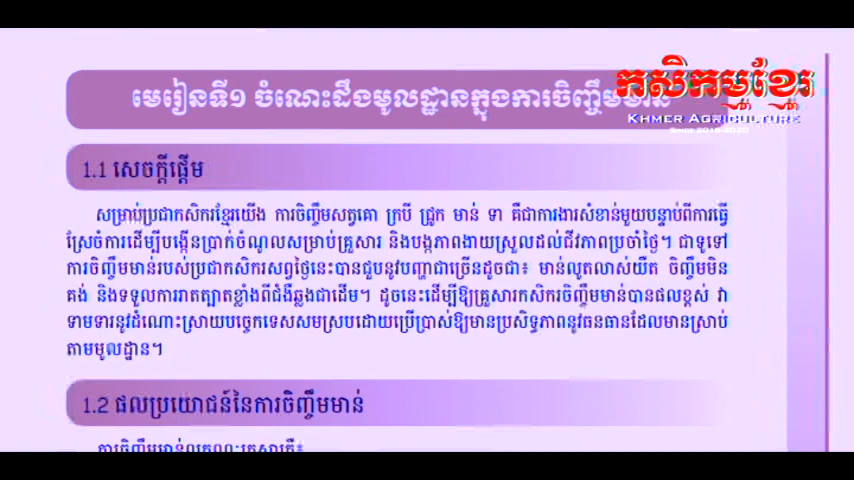 មេរៀនទី១ ចំណេះដឹងមូលដ្ឋានក្នុងការចិញ្ចឹមមាន់
កសិកម្មខ្មែរ
KHMER AGRICULTURE
SINCE 2015-2020
1.1 សេចក្តីផ្តើម
សម្រាប់ប្រជាកសិករខ្មែរយើង ការចិញ្ចឹមសត្វគោ ក្របី ជ្រូក មាន់ ទា គឺជាការងារសំខាន់មួយបន្ទាប់ពីការធ្វើ
ស្រែចំការដើម្បីបង្កើនប្រាក់ចំណូលសម្រាប់គ្រួសារ និងបង្កភាពងាយស្រួលដល់ជីវភាពប្រចាំថ្ងៃ។ ជាទូទៅ
ការចិញ្ចឹមមាន់របស់ប្រជាកសិករសព្វថ្ងៃនេះបានជួបនូវបញ្ហាជាច្រើនដូចជា៖ មាន់លូតលាស់យឺត ចិញ្ចឹមមិន
គង់ និងទទួលការរាតត្បាតខ្លាំងពីជំងឺឆ្លងជាដើម។ ដូចនេះដើម្បីឱ្យគ្រួសារកសិករចិញ្ចឹមមាន់បានផលខ្ពស់ វា
ទាមទារនូវដំណោះស្រាយបច្ចេកទេសសមស្របដោយប្រើប្រាស់ឱ្យមានប្រសិទ្ធភាពនូវធនធានដែលមានស្រាប់
តាមមូលដ្ឋាន។
1.2 ផលប្រយោជន៍នៃការចិញ្ចឹមមាន់